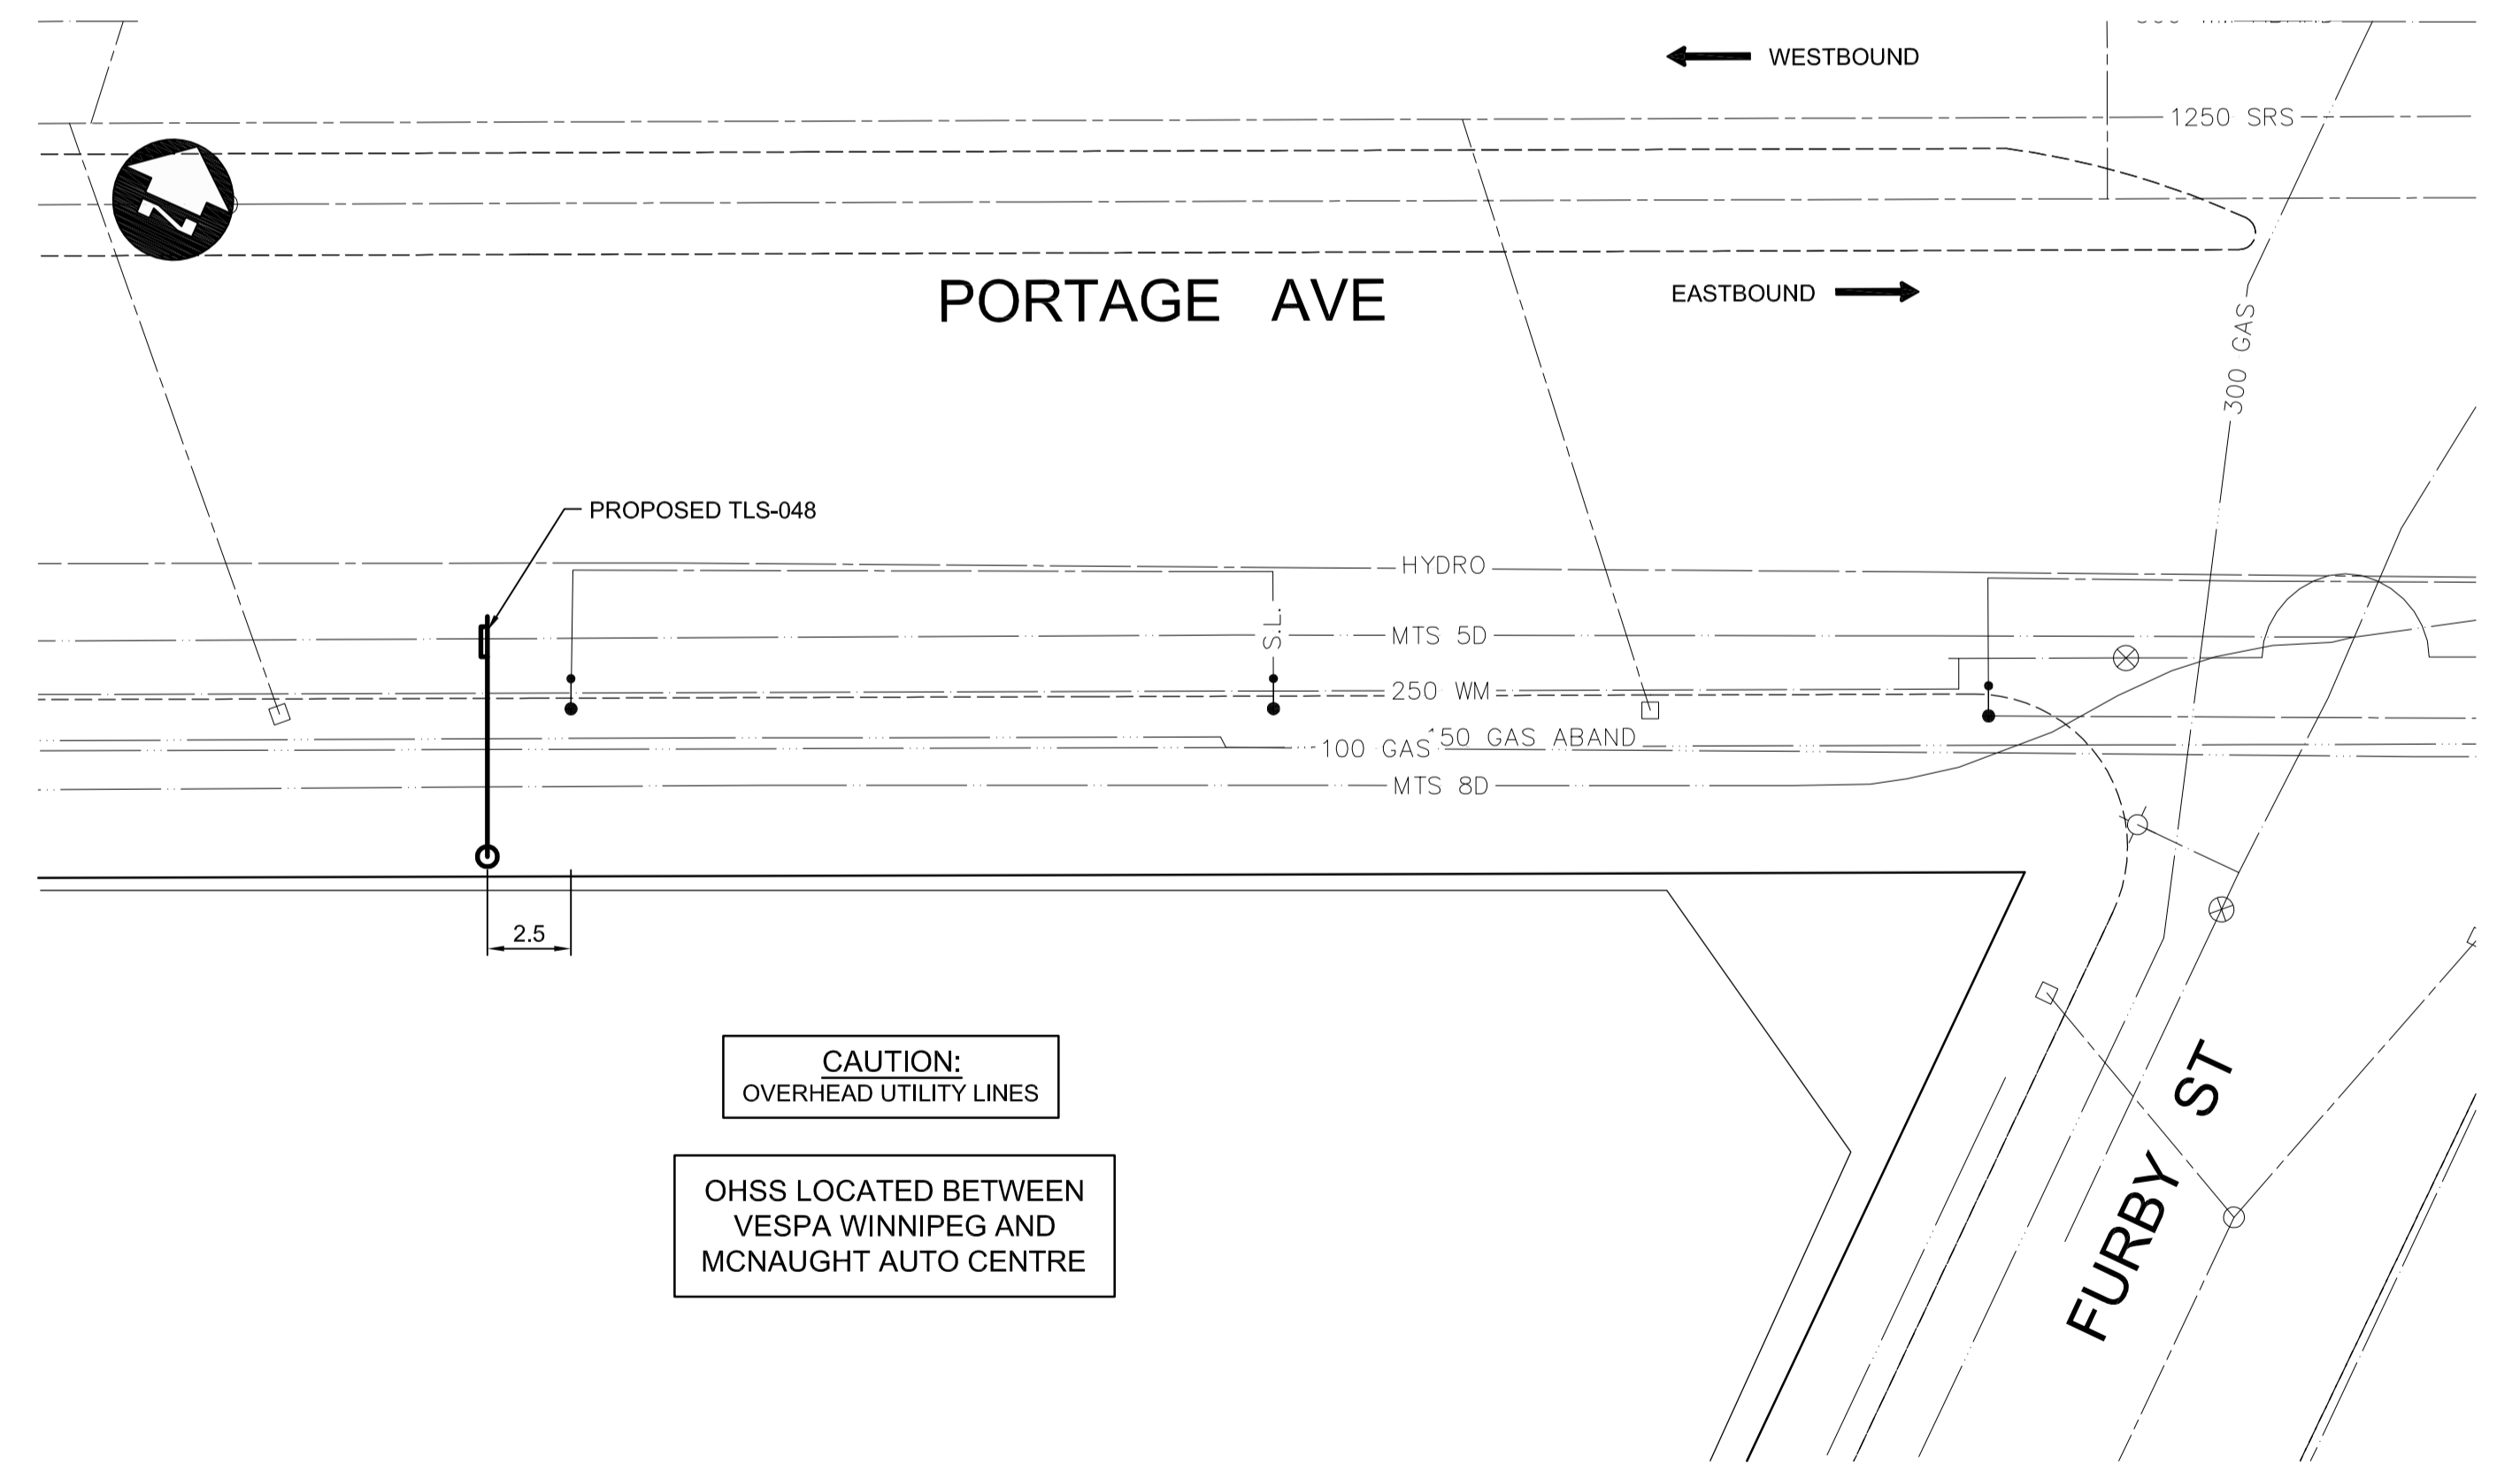 WESTBOUND
1250 SRS
N
PORTAGE AVE
EASTBOUND
300 GAS
PROPOSED TLS-048
HYDRO
S.L.
MTS 5D
250 WM
50 GAS ABAND
100 GAS
MTS 8D
2.5
CAUTION:
OVERHEAD UTILITY LINES
OHSS LOCATED BETWEEN
VESPA WINNIPEG AND
MCNAUGHT AUTO CENTRE
FURBY ST